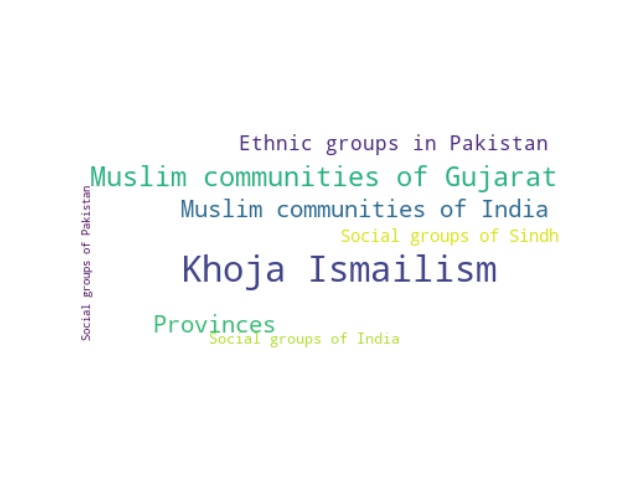 Ethnic groups in Pakistan
Muslim communities of Gujarat
Muslim communities of India
Social groups of Sindh
Khoja Ismailism
Social groups of Pakistan
Provinces
Social groups of India